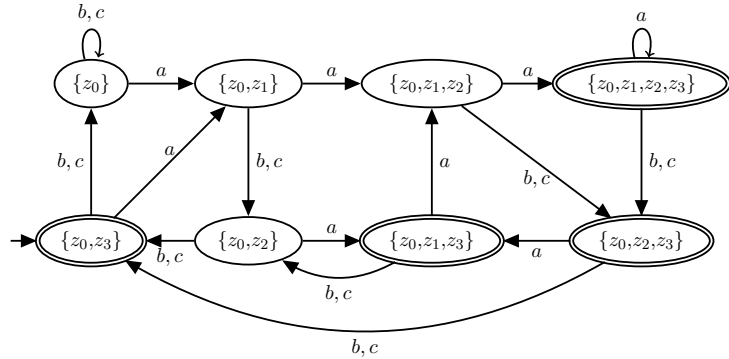 b, c
a
{z₀}
a
{z₀,z₁}
a
{z₀,z₁,z₂}
a
{z₀,z₁,z₂,z₃}
b, c
a
b, c
b, c
a
b, c
{z₀,z₃}
b, c
{z₀,z₂}
a
{z₀,z₁,z₃}
a
{z₀,z₂,z₃}
b, c
b, c